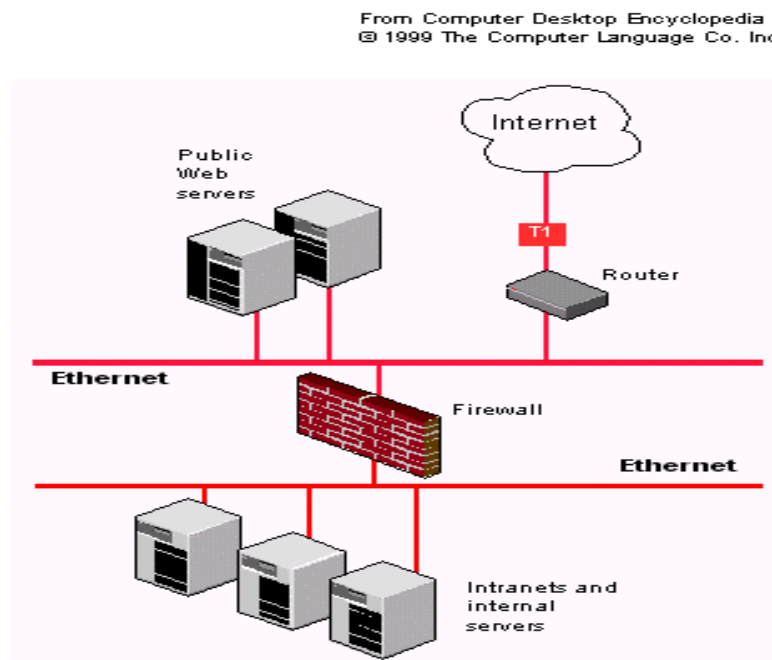 From Computer Desktop Encyclopedia
© 1999 The Computer Language Co. Inc
Internet
Public
Web
servers
T1
Router
Ethernet
Firewall
Ethernet
Intranets and
internal
servers